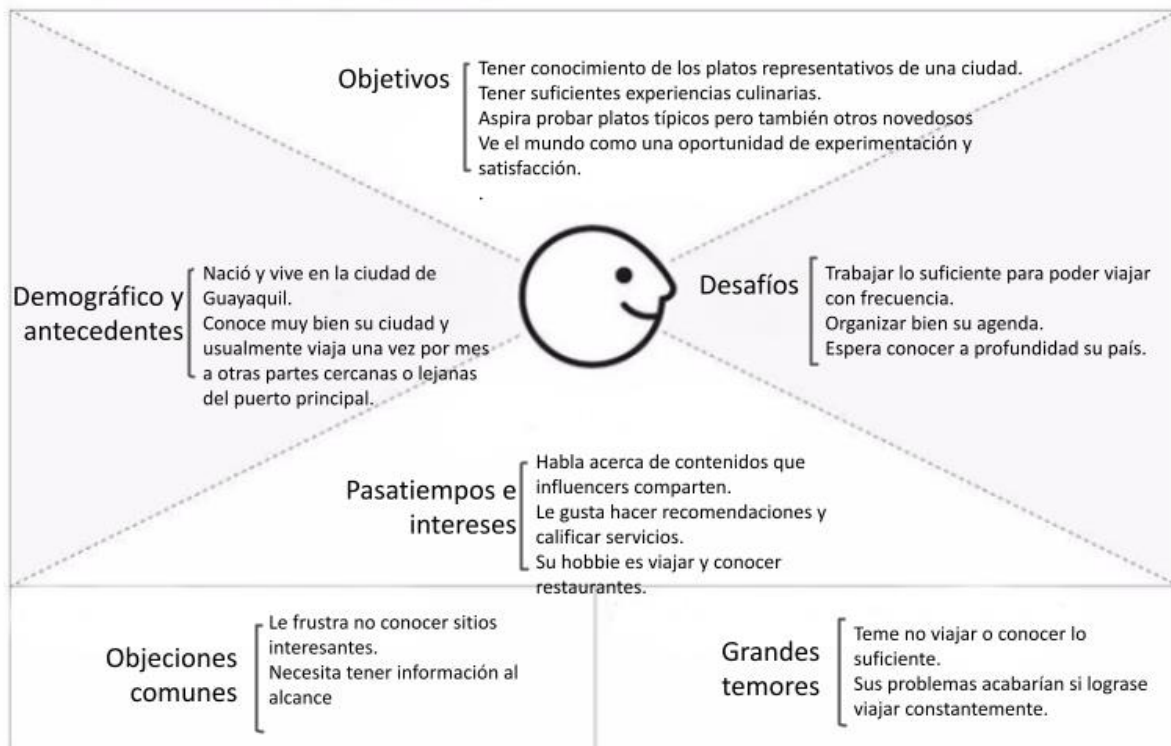 Objetivos
Tener conocimiento de los platos representativos de una ciudad.
Tener suficientes experiencias culinarias.
Aspira probar platos típicos pero también otros novedosos
Ve el mundo como una oportunidad de experimentación y
satisfacción.
.
Demográfico y
antecedentes
Nació y vive en la ciudad de
Guayaquil.
Conoce muy bien su ciudad y
usualmente viaja una vez por mes
a otras partes cercanas o lejanas
del puerto principal.
Desafíos
Trabajar lo suficiente para poder viajar
con frecuencia.
Organizar bien su agenda.
Espera conocer a profundidad su país.
Pasatiempos e
intereses
Habla acerca de contenidos que
influencers comparten.
Le gusta hacer recomendaciones y
calificar servicios.
Su hobbie es viajar y conocer
restaurantes.
Objeciones
comunes
Le frustra no conocer sitios
interesantes.
Necesita tener información al
alcance
Grandes
temores
Teme no viajar o conocer lo
suficiente.
Sus problemas acabarían si lograse
viajar constantemente.